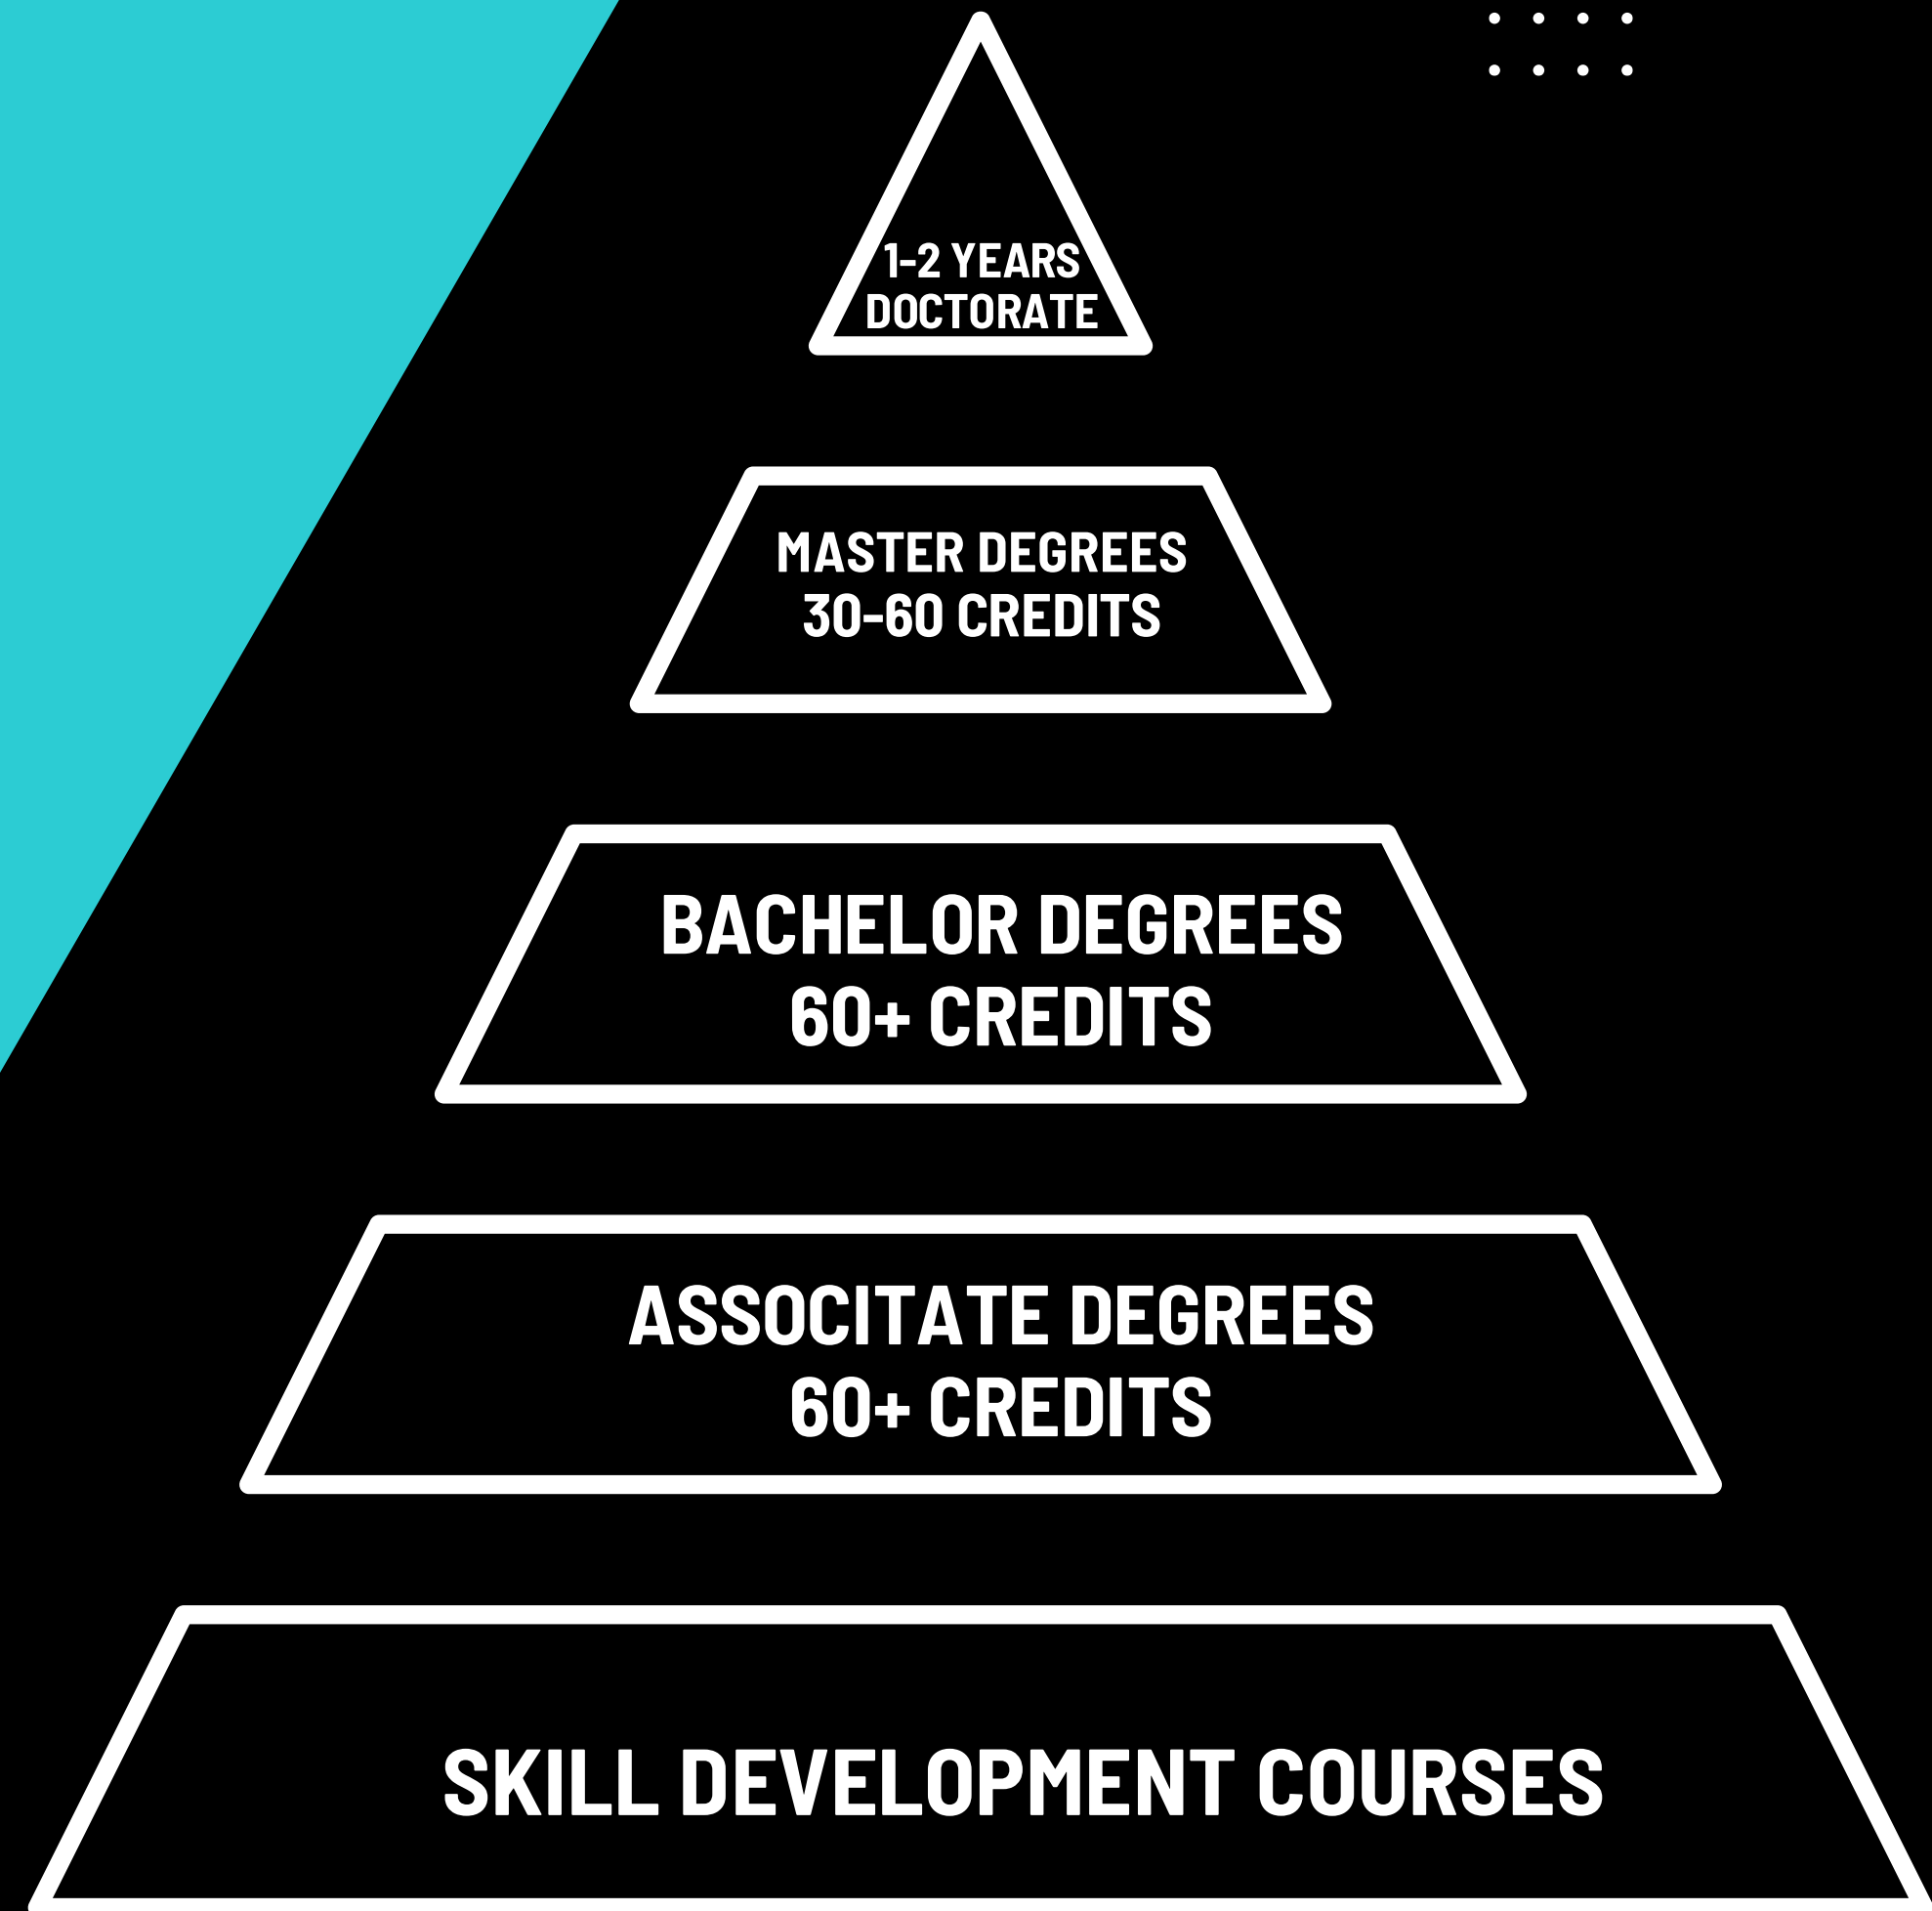 1-2 YEARS
DOCTORATE
MASTER DEGREES
30-60 CREDITS
BACHELOR DEGREES
60+ CREDITS
ASSOCITATE DEGREES
60+ CREDITS
SKILL DEVELOPMENT COURSES